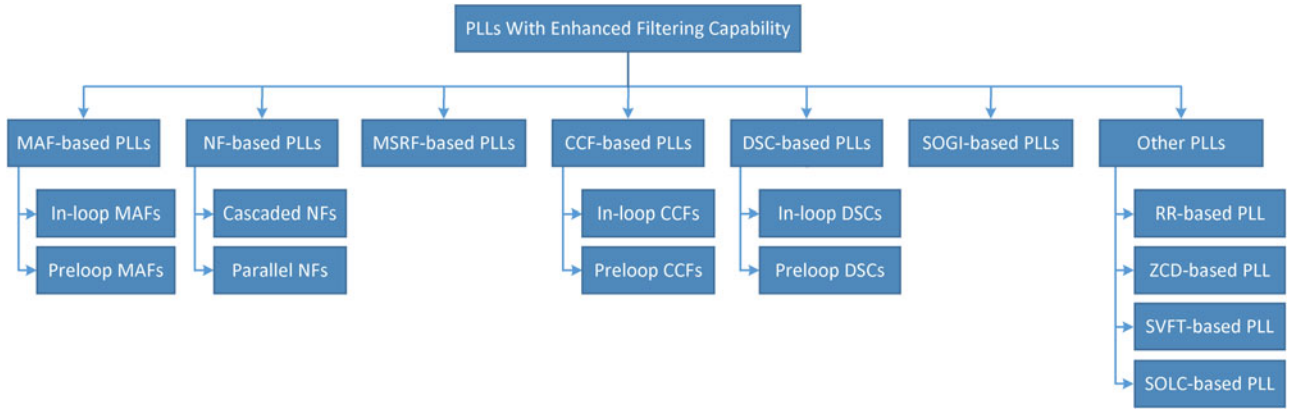 PLLs With Enhanced Filtering Capability
MAF-based PLLs
NF-based PLLs
MSRF-based PLLs
CCF-based PLLs
DSC-based PLLs
SOGI-based PLLs
Other PLLs
In-loop MAFs
Cascaded NFs
In-loop CCFs
In-loop DSCs
RR-based PLL
Preloop MAFs
Parallel NFs
Preloop CCFs
Preloop DSCs
ZCD-based PLL
SVFT-based PLL
SOLC-based PLL